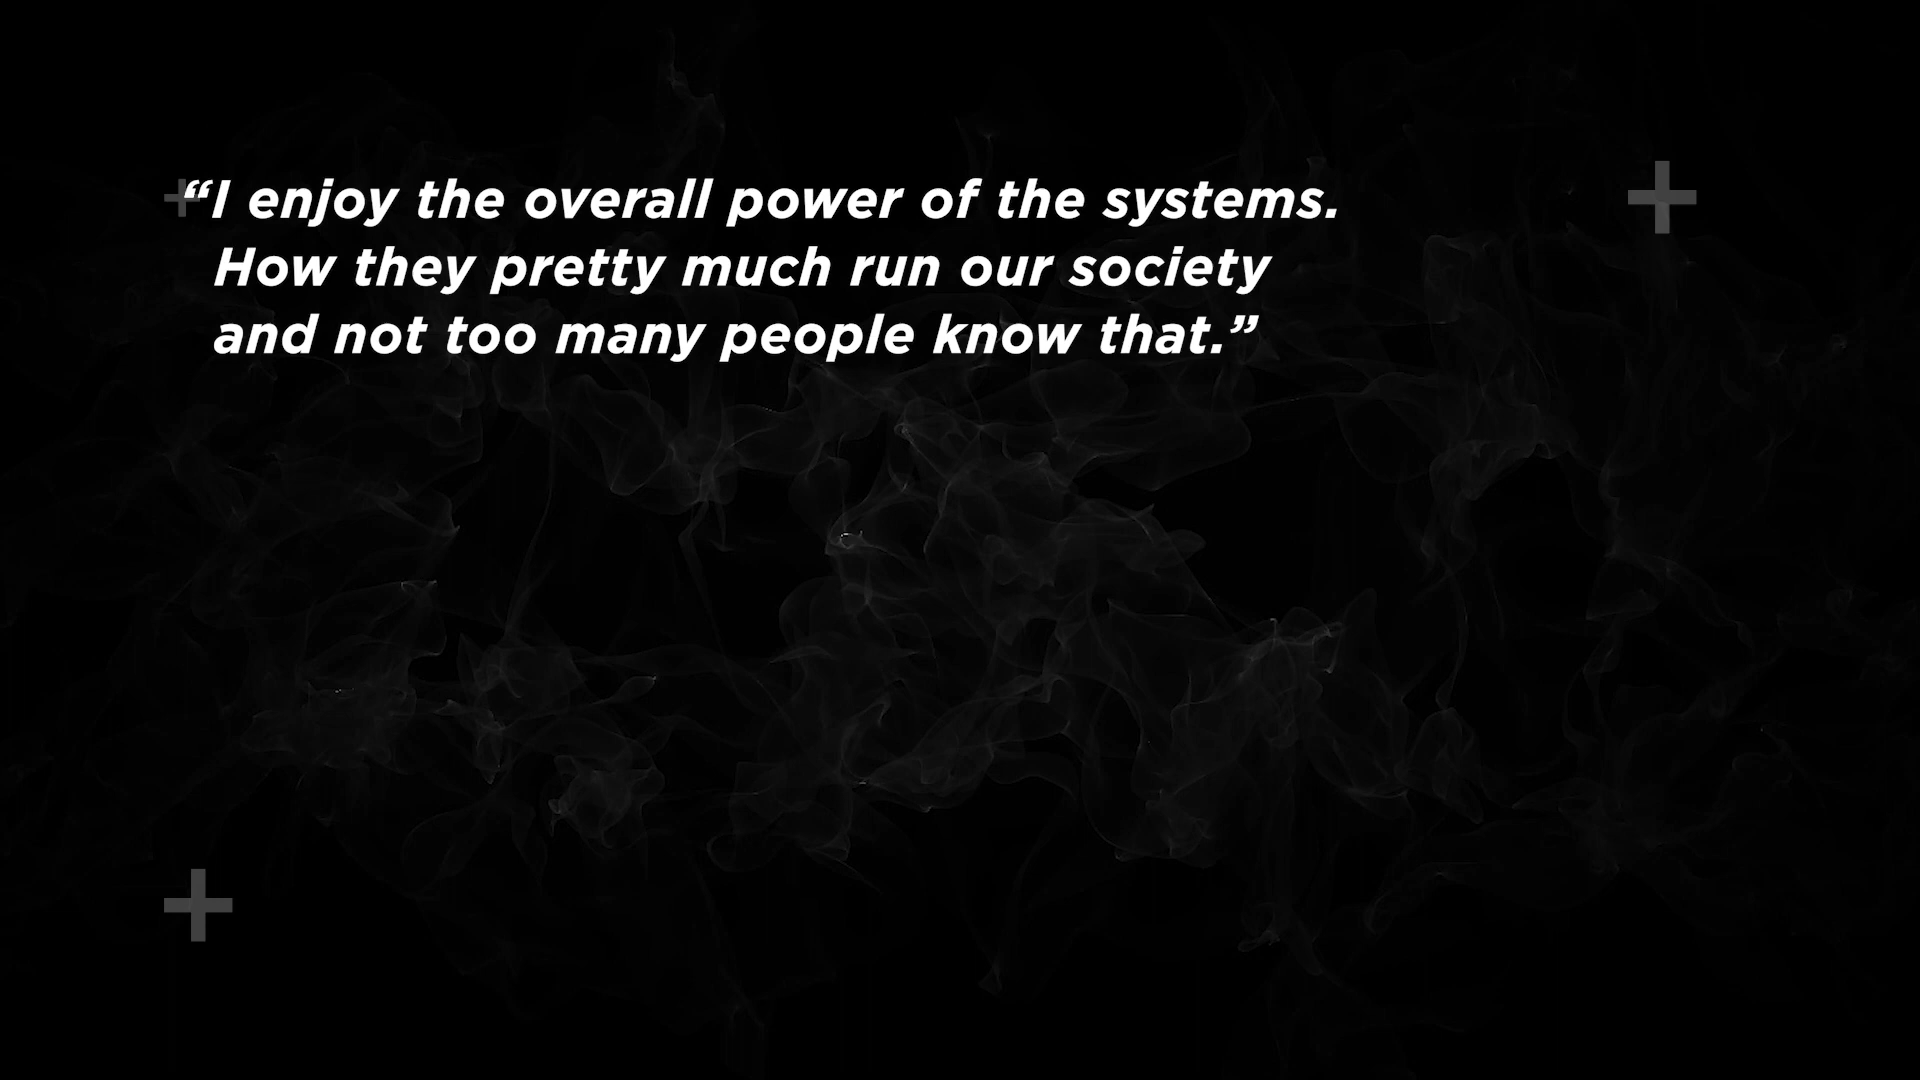 “I enjoy the overall power of the systems.
How they pretty much run our society
and not too many people know that.”